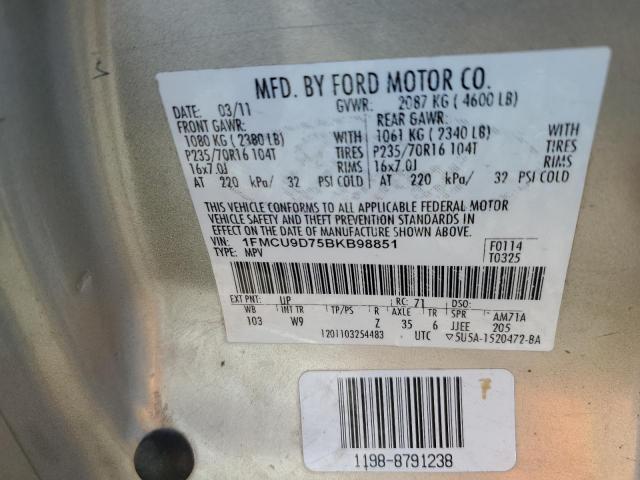 MFD. BY FORD MOTOR CO.
DATE: 03/11 GVWR: 2087 KG ( 4600 LB)
FRONT GAWR: REAR GAWR:
1080 KG ( 2380 LB) WITH 1061 KG ( 2340 LB) WITH
P235/70R16 104T TIRES P235/70R16 104T TIRES
16x7.0J RIMS 16x7.0J RIMS
AT 220 kPa/ 32 PSI COLD AT 220 kPa/ 32 PSI COLD
THIS VEHICLE CONFORMS TO ALL APPLICABLE FEDERAL MOTOR
VEHICLE SAFETY AND THEFT PREVENTION STANDARDS IN
EFFECT ON THE DATE OF MANUFACTURE SHOWN ABOVE.
VIN: 1FMCU9D75BKB98851 F0114
TYPE: MPV T0325
EXT PNT: UP RC: 71 DSO:
WB INT TR TP/PS R AXLE TR SPR AM71A
103 W9 Z 35 6 JJEE 205
1201103254483 UTC ▽5U5A-1520472-BA
1198-8791238